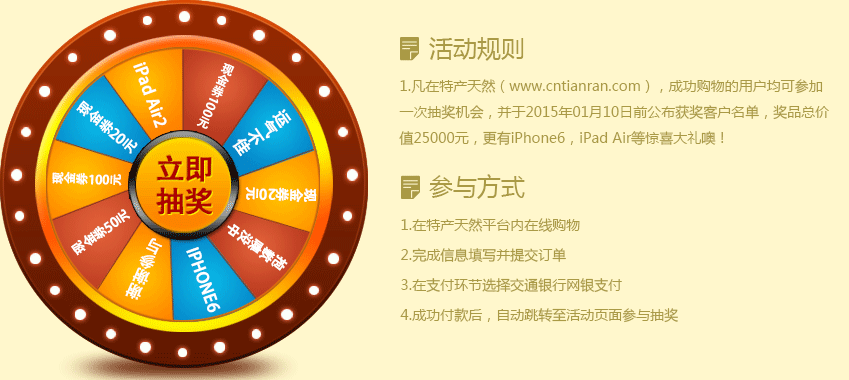 现金券100元
运气不佳
现金券20元
抱歉没中
IPHONE6
谢谢参与
现金券50元
现金券100元
现金券20元
iPad Air2
立即
抽奖
活动规则
1.凡在特产天然（www.cntianran.com），成功购物的用户均可参加
一次抽奖机会，并于2015年01月10日前公布获奖客户名单，奖品总价
值25000元，更有iPhone6，iPad Air等惊喜大礼噢！
参与方式
1.在特产天然平台内在线购物
2.完成信息填写并提交订单
3.在支付环节选择交通银行网银支付
4.成功付款后，自动跳转至活动页面参与抽奖